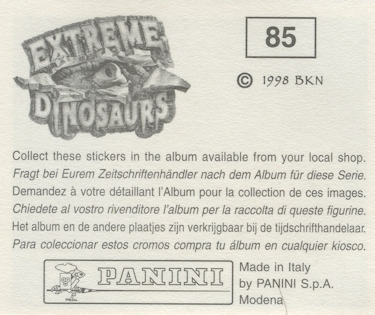 EXTREME
DINOSAURS
85
© 1998 BKN
Collect these stickers in the album available from your local shop.
Fragt bei Eurem Zeitschriftenhändler nach dem Album für diese Serie.
Demandez à votre détaillant l'Album pour la collection de ces images.
Chiedete al vostro rivenditore l'album per la raccolta di queste figurine.
Het album en de andere plaatjes zijn verkrijgbaar bij de tijdschrifthandelaar.
Para coleccionar estos cromos compra tu álbum en cualquier kiosco.
PANINI
Made in Italy
by PANINI S.p.A.
Modena